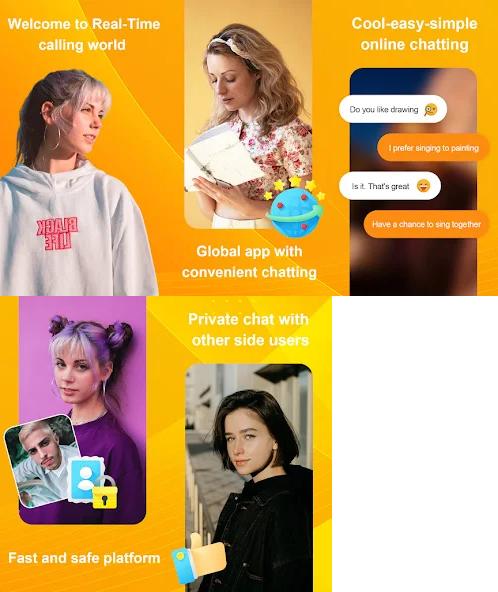 Welcome to Real-Time
calling world
BLACK
LIFE
Global app with
convenient chatting
Cool-easy-simple
online chatting
Do you like drawing
I prefer singing to painting
Is it. That's great
Have a chance to sing together
Fast and safe platform
Private chat with
other side users